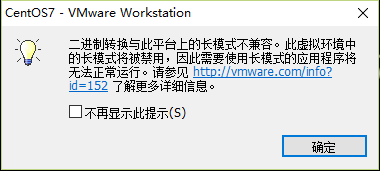 CentOS7 - VMware Workstation
二进制转换与此平台上的长模式不兼容。此虚拟环境中
的长模式将被禁用，因此需要使用长模式的应用程序将
无法正常运行。请参见 http://vmware.com/info?
id=152 了解更多详细信息。
不再显示此提示(S)
确定